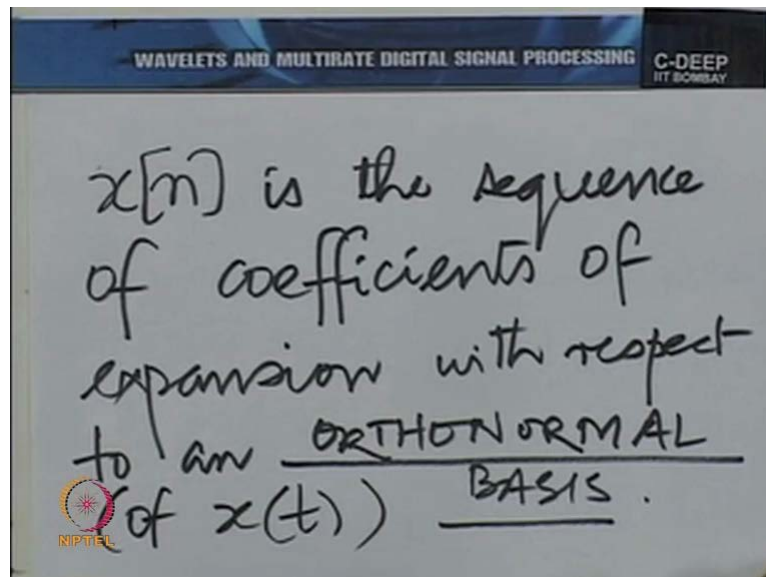 WAVELETS AND MULTIRATE DIGITAL SIGNAL PROCESSING
C-DEEP
IIT BOMBAY
x[n] is the sequence
of coefficients of
expansion with respect
to an ORTHONORMAL
(of x(t)) BASIS.
NPTEL